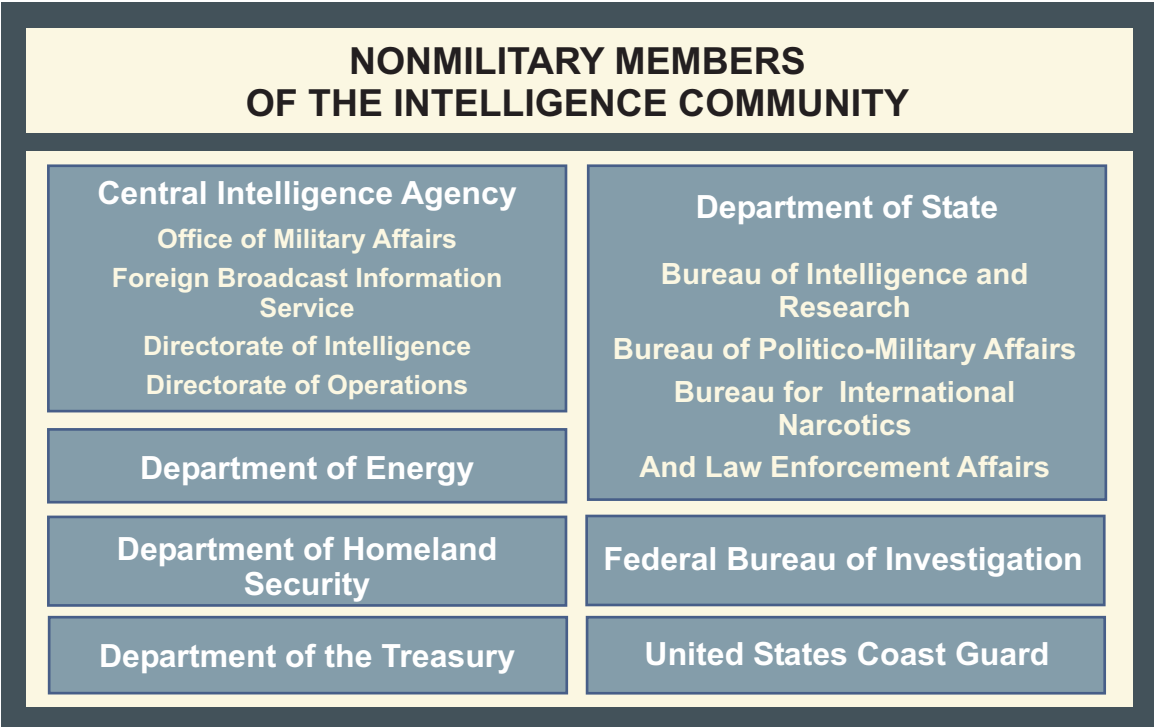 NONMILITARY MEMBERS
OF THE INTELLIGENCE COMMUNITY
Central Intelligence Agency
Office of Military Affairs
Foreign Broadcast Information
Service
Directorate of Intelligence
Directorate of Operations
Department of Energy
Department of Homeland
Security
Department of the Treasury
Department of State
Bureau of Intelligence and
Research
Bureau of Politico-Military Affairs
Bureau for International
Narcotics
And Law Enforcement Affairs
Federal Bureau of Investigation
United States Coast Guard